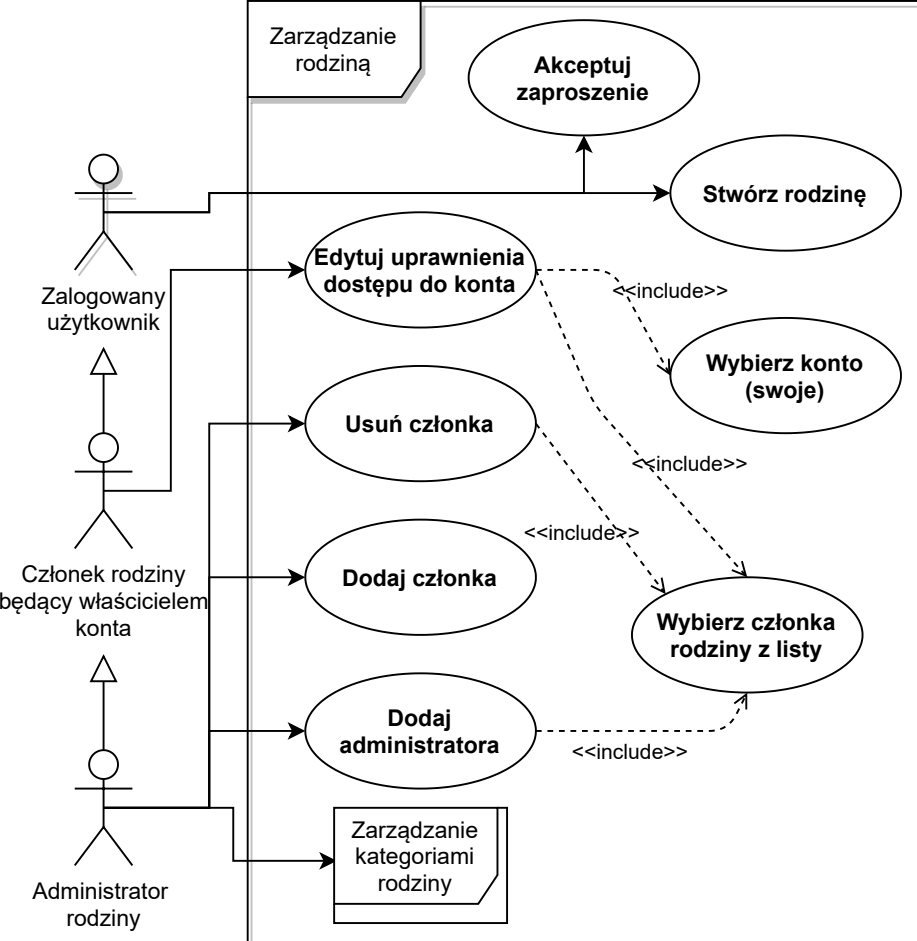 Zarządzanie
rodziną
Akceptuj
zaproszenie
Stwórz rodzinę
Zalogowany
użytkownik
Edytuj uprawnienia
dostępu do konta
<<include>>
Wybierz konto
(swoje)
Usuń członka
<<include>>
<<include>>
Członek rodziny
będący właścicielem
konta
Dodaj członka
Wybierz członka
rodziny z listy
Dodaj
administratora
<<include>>
Zarządzanie
kategoriami
rodziny
Administrator
rodziny